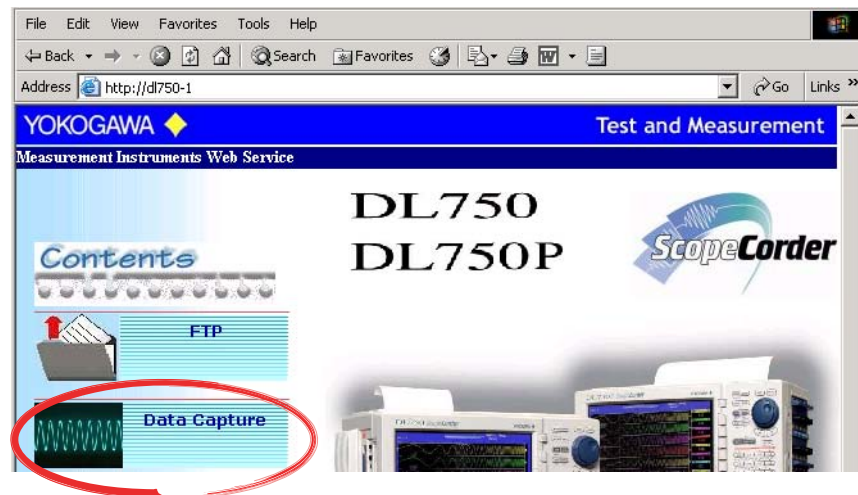 File Edit View Favorites Tools Help
Back Search Favorites
Address http://dl750-1 Go Links »
YOKOGAWA Test and Measurement
Measurement Instruments Web Service
DL750
DL750P
ScopeCorder
Contents
FTP
Data Capture